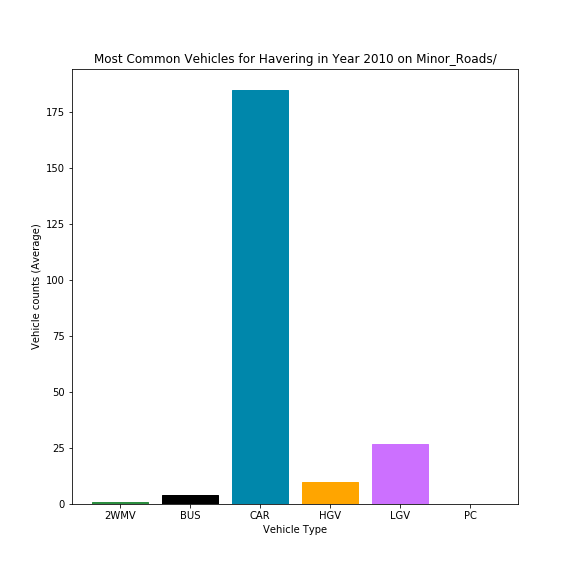 Most Common Vehicles for Havering in Year 2010 on Minor_Roads/
175
150
125
100
75
50
25
0
Vehicle counts (Average)
2WMV BUS CAR HGV LGV PC
Vehicle Type